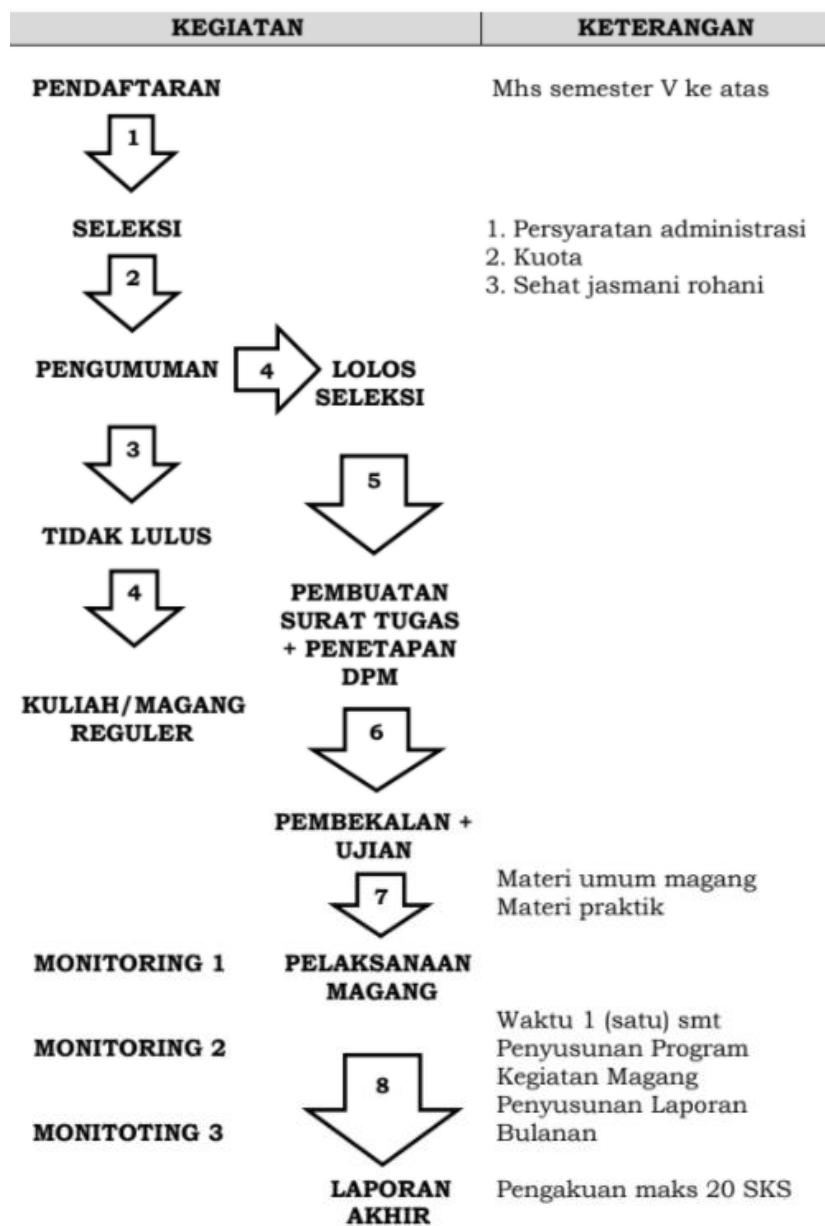 KEGIATAN KETERANGAN
PENDAFTARAN Mhs semester V ke atas
1
SELEKSI 1. Persyaratan administrasi
2. Kuota
2
3. Sehat jasmani rohani
PENGUMUMAN 4 LOLOS
SELEKSI
3
5
TIDAK LULUS
4
PEMBUATAN
SURAT TUGAS
+ PENETAPAN
DPM
KULIAH/MAGANG
REGULER
6
PEMBEKALAN +
UJIAN
Materi umum magang
7
Materi praktik
MONITORING 1 PELAKSANAAN
MAGANG
Waktu 1 (satu) smt
MONITORING 2 Penyusunan Program
8
Kegiatan Magang
Penyusunan Laporan
MONITOTING 3 Bulanan
LAPORAN Pengakuan maks 20 SKS
AKHIR